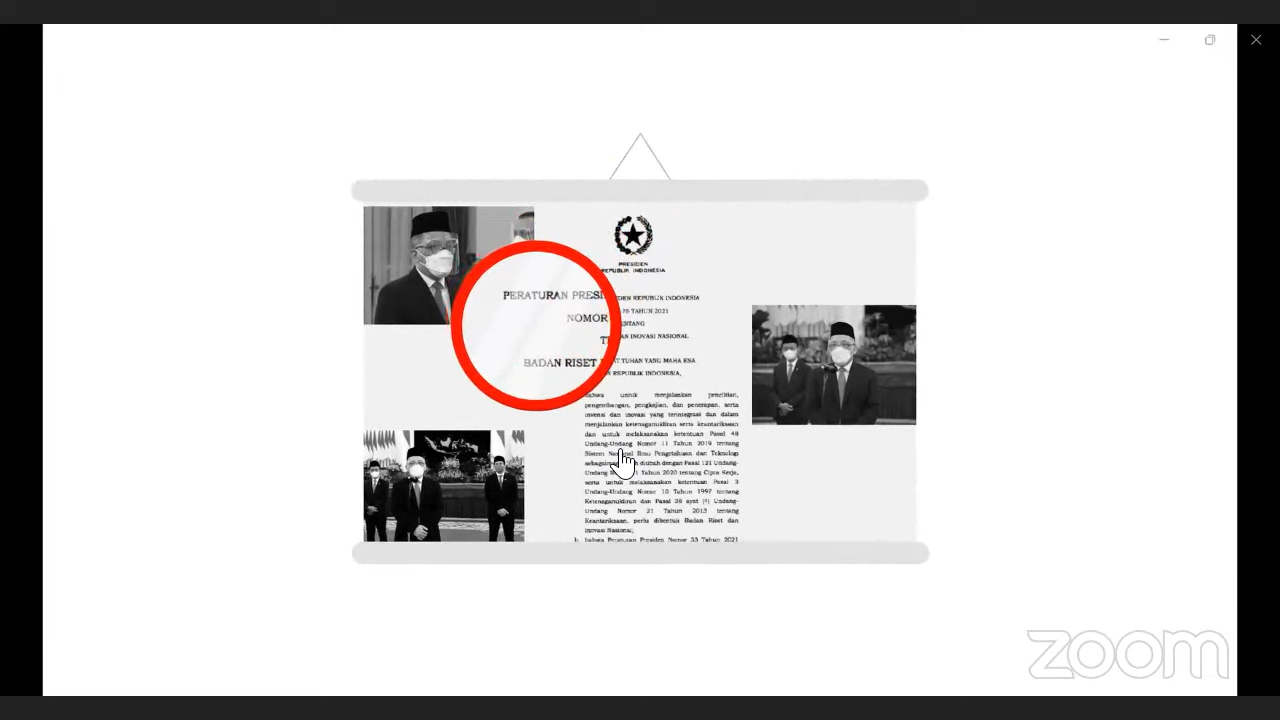 PRESIDEN
REPUBLIK INDONESIA
PERATURAN PRESIDEN REPUBLIK INDONESIA
NOMOR 78 TAHUN 2021
TENTANG
BADAN RISET DAN INOVASI NASIONAL
TUHAN YANG MAHA ESA
REPUBLIK INDONESIA,
bahwa untuk menjalankan penelitian,
pengembangan, pengkajian, dan penerapan, serta
invensi dan inovasi yang terintegrasi dan dalam
menjalankan ketenaganukliran serta keantariksaan
dan untuk melaksanakan ketentuan Pasal 48
Undang-Undang Nomor 11 Tahun 2019 tentang
Sistem Nasional Ilmu Pengetahuan dan Teknologi
sebagaimana diubah dengan Pasal 121 Undang-
Undang Tahun 2020 tentang Cipta Kerja,
serta untuk melaksanakan ketentuan Pasal 3
Undang-Undang Nomor 10 Tahun 1997 tentang
Ketenaganukliran dan Pasal 38 ayat (4) Undang-
Undang Nomor 21 Tahun 2013 tentang
Keantariksaan, perlu dibentuk Badan Riset dan
Inovasi Nasional;
b. bahwa Peraturan Presiden Nomor 33 Tahun 2021
zoom